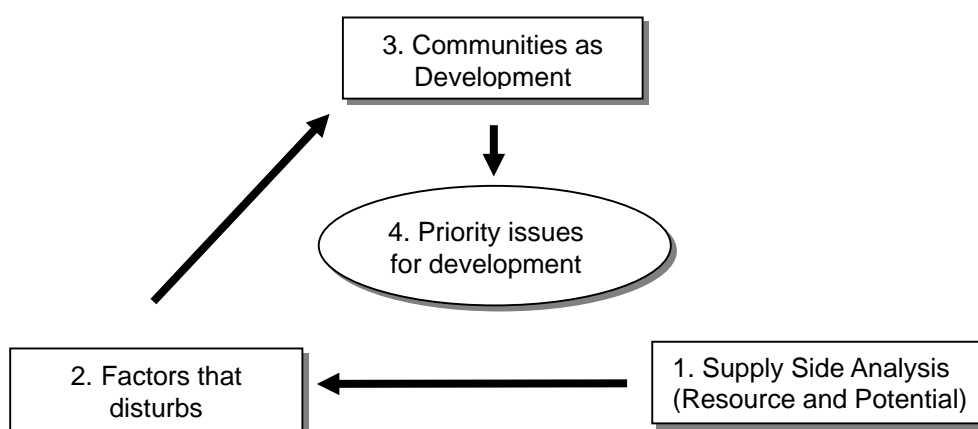 3. Communities as
Development
4. Priority issues
for development
2. Factors that
disturbs
1. Supply Side Analysis
(Resource and Potential)